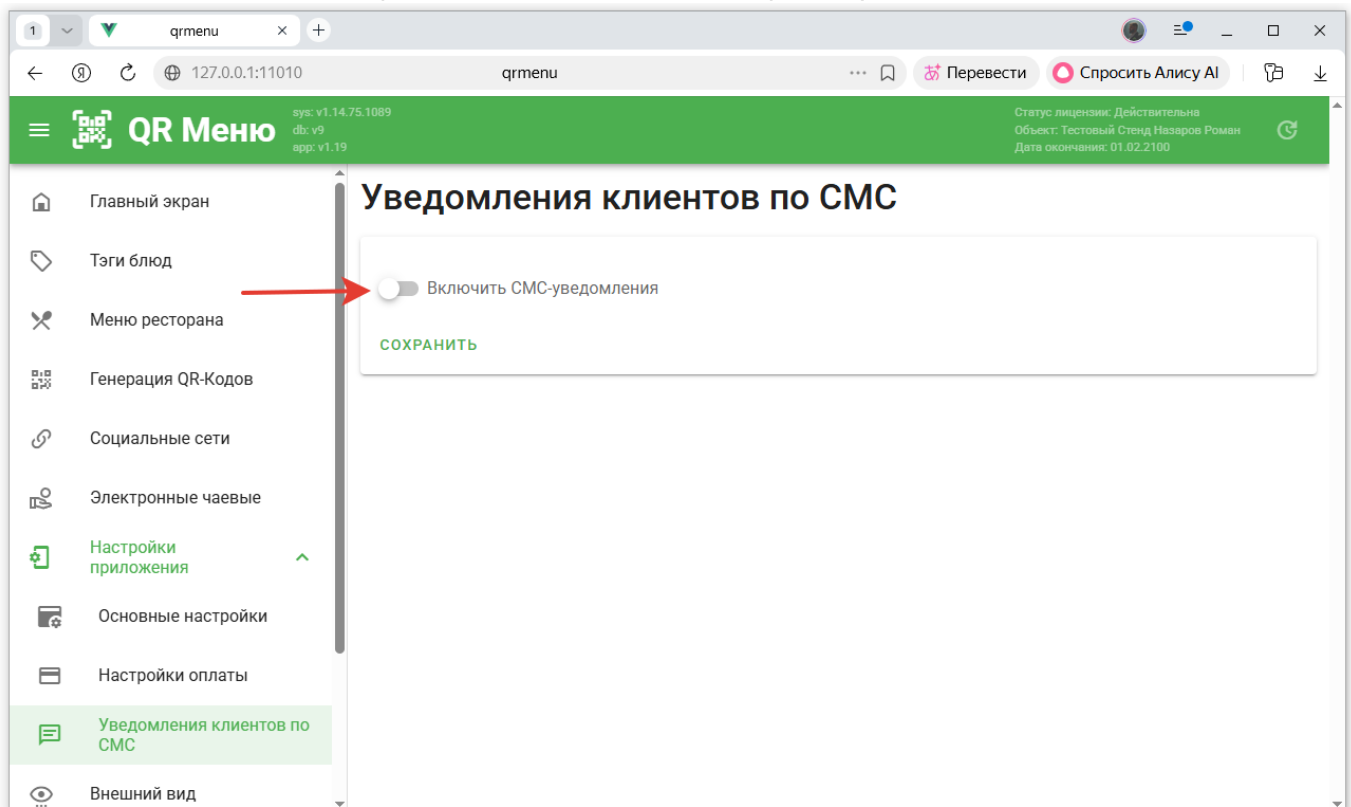 1
qrmenu
127.0.0.1:11010
qrmenu
Перевести
Спросить Алису AI
QR Меню
sys: v1.14.75.1089
db: v9
app: v1.19
Статус лицензии: Действительна
Объект: Тестовый Стенд Назаров Роман
Дата окончания: 01.02.2100
Главный экран
Тэги блюд
Меню ресторана
Генерация QR-Кодов
Социальные сети
Электронные чаевые
Настройки
приложения
Основные настройки
Настройки оплаты
Уведомления клиентов по
СМС
Внешний вид
Уведомления клиентов по СМС
Включить СМС-уведомления
СОХРАНИТЬ